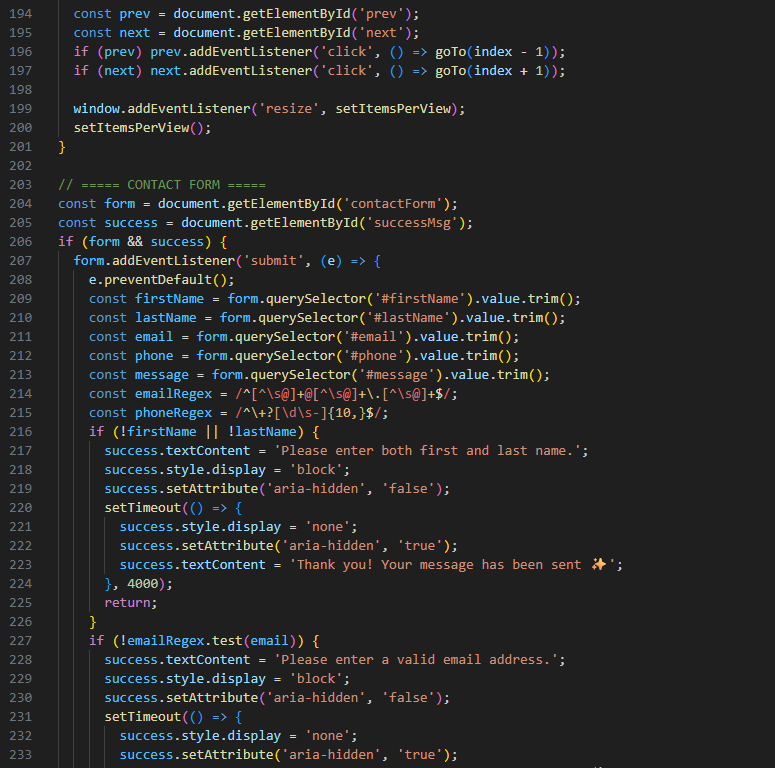 194 const prev = document.getElementById('prev');
195 const next = document.getElementById('next');
196 if (prev) prev.addEventListener('click', () => goTo(index - 1));
197 if (next) next.addEventListener('click', () => goTo(index + 1));
198
199 window.addEventListener('resize', setItemsPerView);
200 setItemsPerView();
201 }
202
203 // ===== CONTACT FORM =====
204 const form = document.getElementById('contactForm');
205 const success = document.getElementById('successMsg');
206 if (form && success) {
207 form.addEventListener('submit', (e) => {
208 e.preventDefault();
209 const firstName = form.querySelector('#firstName').value.trim();
210 const lastName = form.querySelector('#lastName').value.trim();
211 const email = form.querySelector('#email').value.trim();
212 const phone = form.querySelector('#phone').value.trim();
213 const message = form.querySelector('#message').value.trim();
214 const emailRegex = /^[^\s@]+@[^\s@]+\.[^\s@]+$/;
215 const phoneRegex = /^\+?[\d\s-]{10,}$/;
216 if (!firstName || !lastName) {
217 success.textContent = 'Please enter both first and last name.';
218 success.style.display = 'block';
219 success.setAttribute('aria-hidden', 'false');
220 setTimeout(() => {
221 success.style.display = 'none';
222 success.setAttribute('aria-hidden', 'true');
223 success.textContent = 'Thank you! Your message has been sent ✨';
224 }, 4000);
225 return;
226 }
227 if (!emailRegex.test(email)) {
228 success.textContent = 'Please enter a valid email address.';
229 success.style.display = 'block';
230 success.setAttribute('aria-hidden', 'false');
231 setTimeout(() => {
232 success.style.display = 'none';
233 success.setAttribute('aria-hidden', 'true');